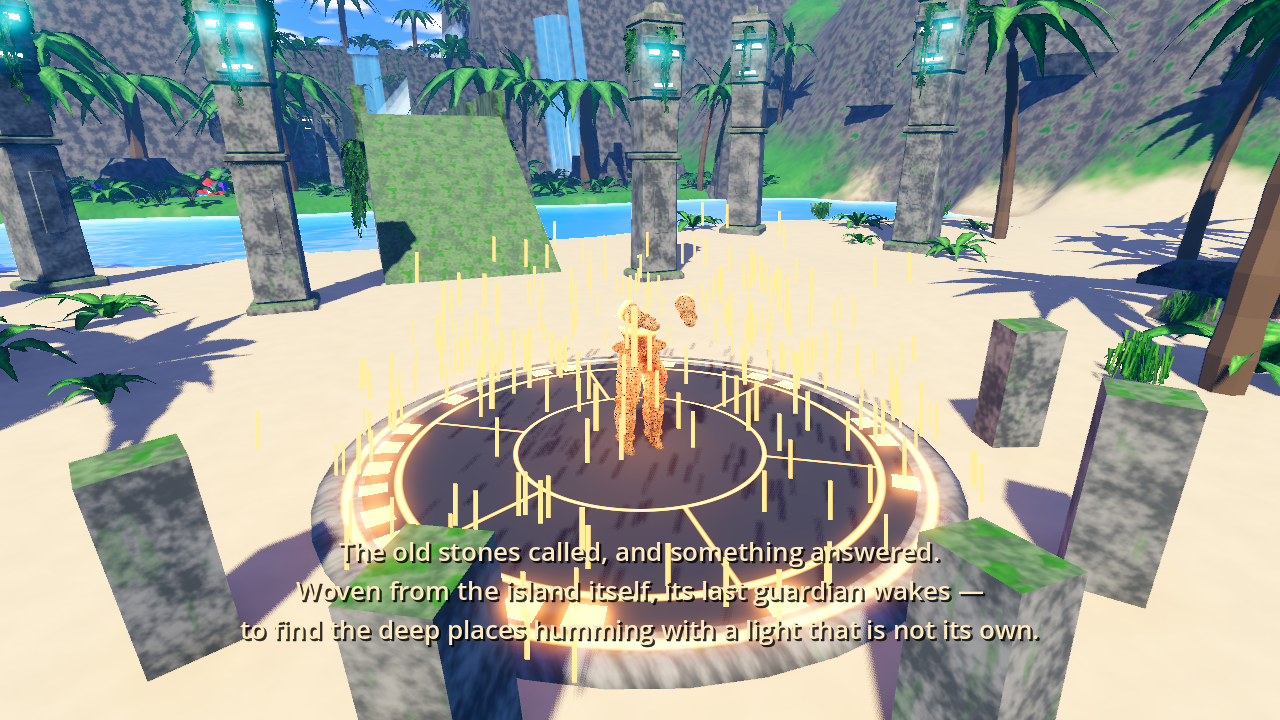 The old stones called, and something answered.
Woven from the island itself, its last guardian wakes —
to find the deep places humming with a light that is not its own.